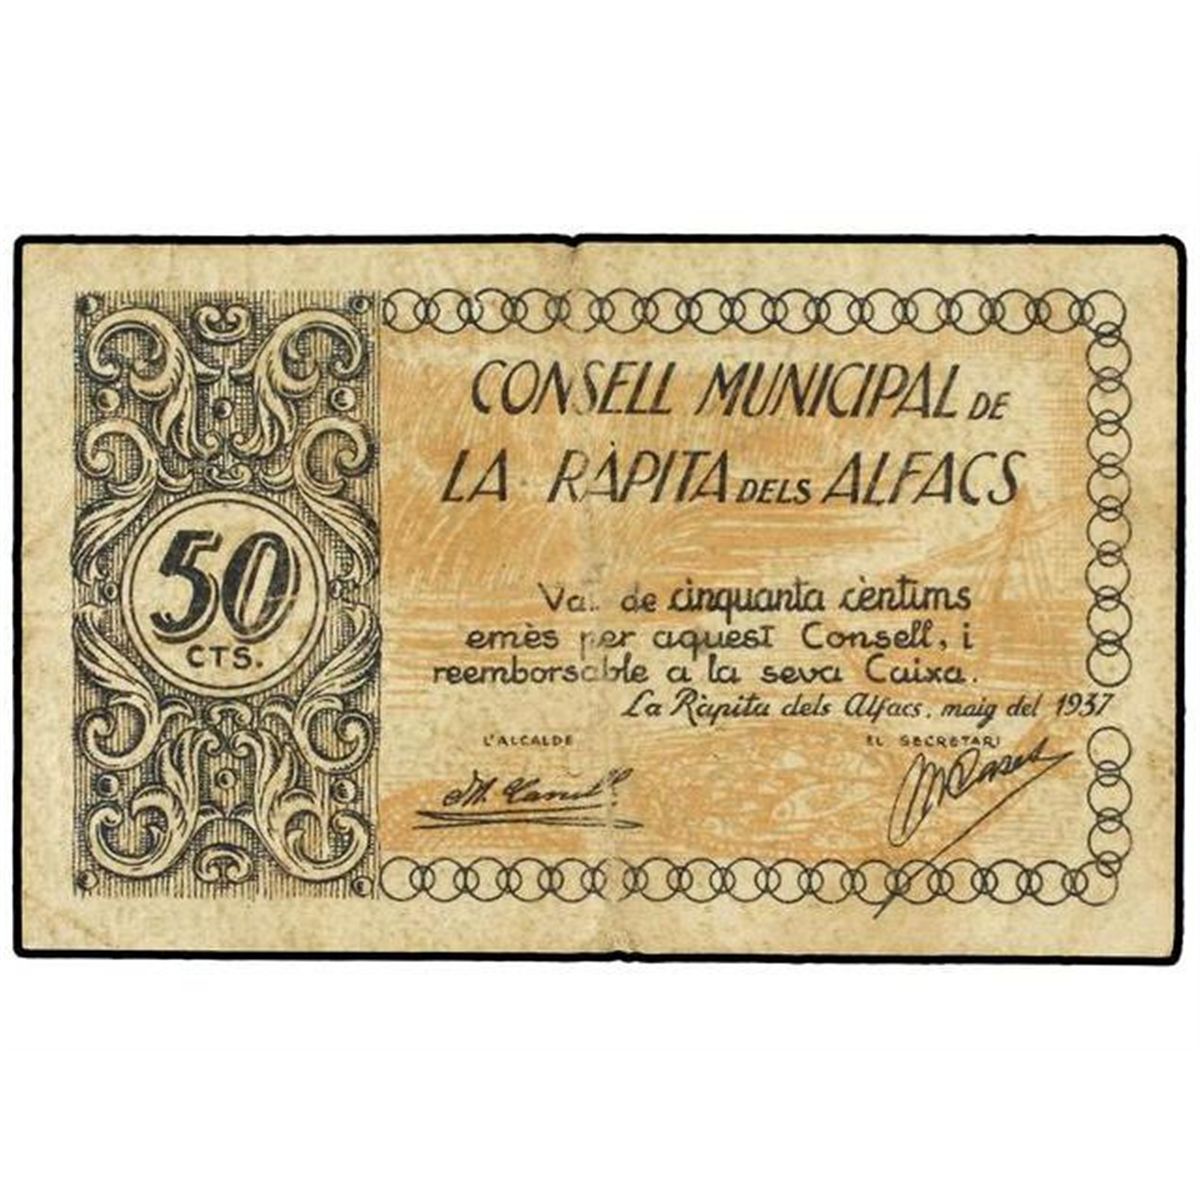 CONSELL MUNICIPAL DE
LA RÀPITA DELS ALFACS
50
CTS.
Val de cinquanta cèntims
emès per aquest Consell, i
reemborsable a la seva Caixa.
La Ràpita dels Alfacs, maig del 1937
L'ALCALDE EL SECRETARI